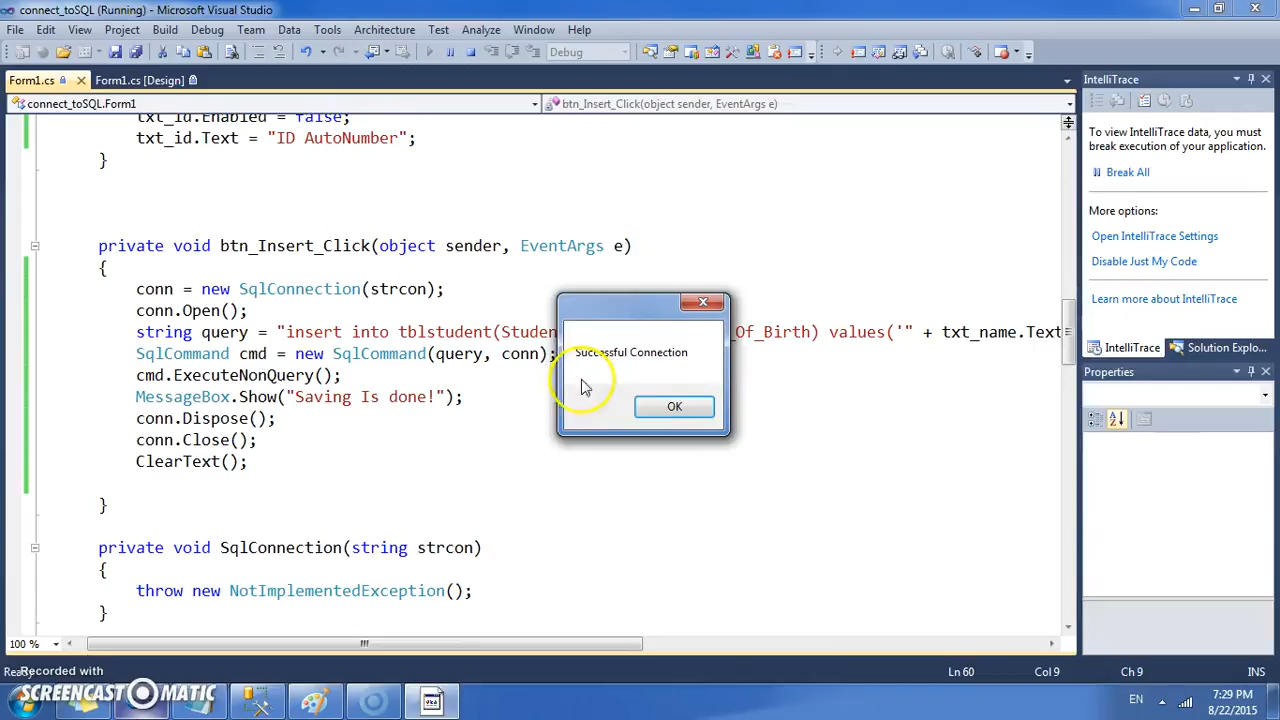 connect_toSQL (Running) - Microsoft Visual Studio
File Edit View Project Build Debug Team Data Tools Architecture Test Analyze Window Help
Debug
Form1.cs Form1.cs [Design]
connect_toSQL.Form1 btn_Insert_Click(object sender, EventArgs e)
txt_id.Enabled = false;
txt_id.Text = "ID AutoNumber";
}
private void btn_Insert_Click(object sender, EventArgs e)
{
conn = new SqlConnection(strcon);
conn.Open();
string query = "insert into tblstudent(Studen _Of_Birth) values('" + txt_name.Text
SqlCommand cmd = new SqlCommand(query, conn);
cmd.ExecuteNonQuery();
MessageBox.Show("Saving Is done!");
conn.Dispose();
conn.Close();
ClearText();
}
private void SqlConnection(string strcon)
{
throw new NotImplementedException();
}
Successful Connection
OK
IntelliTrace
To view IntelliTrace data, you must
break execution of your application.
Break All
More options:
Open IntelliTrace Settings
Disable Just My Code
Learn more about IntelliTrace
IntelliTrace Solution Explo...
Properties
100 %
Recorded with
Ln 60 Col 9 Ch 9 INS
SCREENCAST-O-MATIC
EN 7:29 PM
8/22/2015